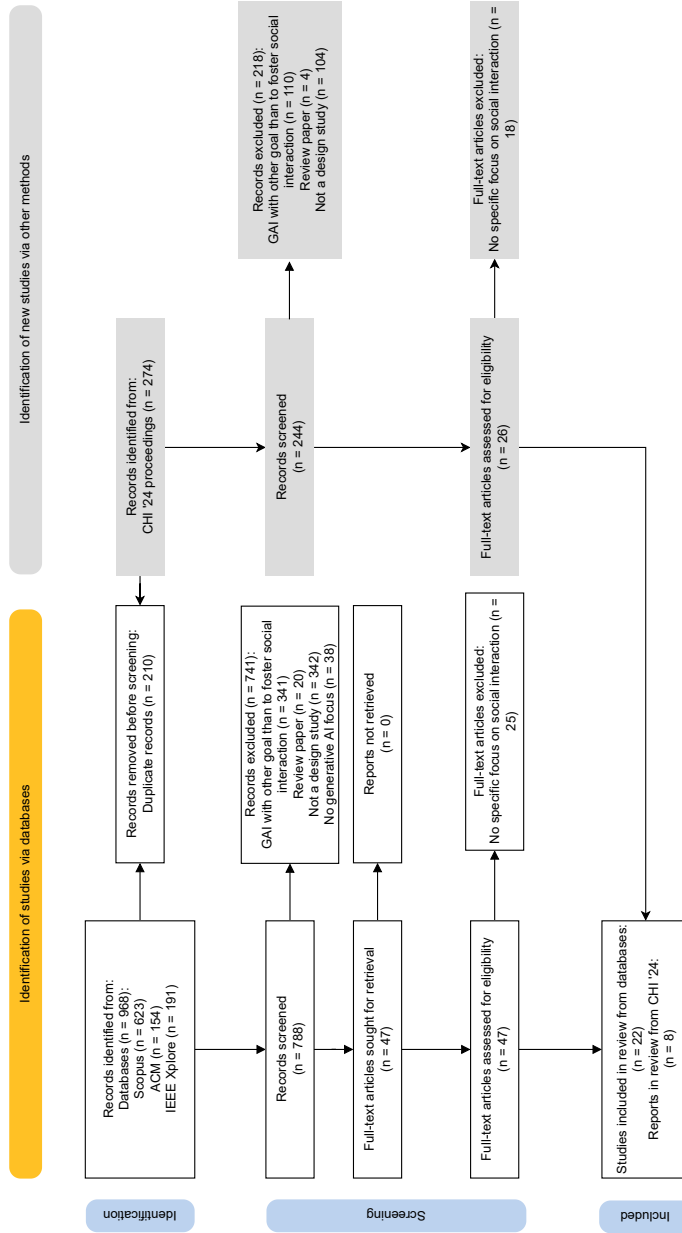 Identification of studies via databases
Identification of new studies via other methods
Identification
Records identified from:
Databases (n = 968):
Scopus (n = 623)
ACM (n = 154)
IEEE Xplore (n = 191)
Records removed before screening:
Duplicate records (n = 210)
Records identified from:
CHI '24 proceedings (n = 274)
Screening
Records screened
(n = 788)
Records excluded (n = 741):
GAI with other goal than to foster social
interaction (n = 341)
Review paper (n = 20)
Not a design study (n = 342)
No generative AI focus (n = 38)
Records screened
(n = 244)
Records excluded (n = 218):
GAI with other goal than to foster social
interaction (n = 110)
Review paper (n = 4)
Not a design study (n = 104)
Full-text articles sought for retrieval
(n = 47)
Reports not retrieved
(n = 0)
Full-text articles assessed for eligibility
(n = 47)
Full-text articles excluded:
No specific focus on social interaction (n =
25)
Full-text articles assessed for eligibility
(n = 26)
Full-text articles excluded:
No specific focus on social interaction (n =
18)
Included
Studies included in review from databases:
(n = 22)
Reports in review from CHI '24:
(n = 8)